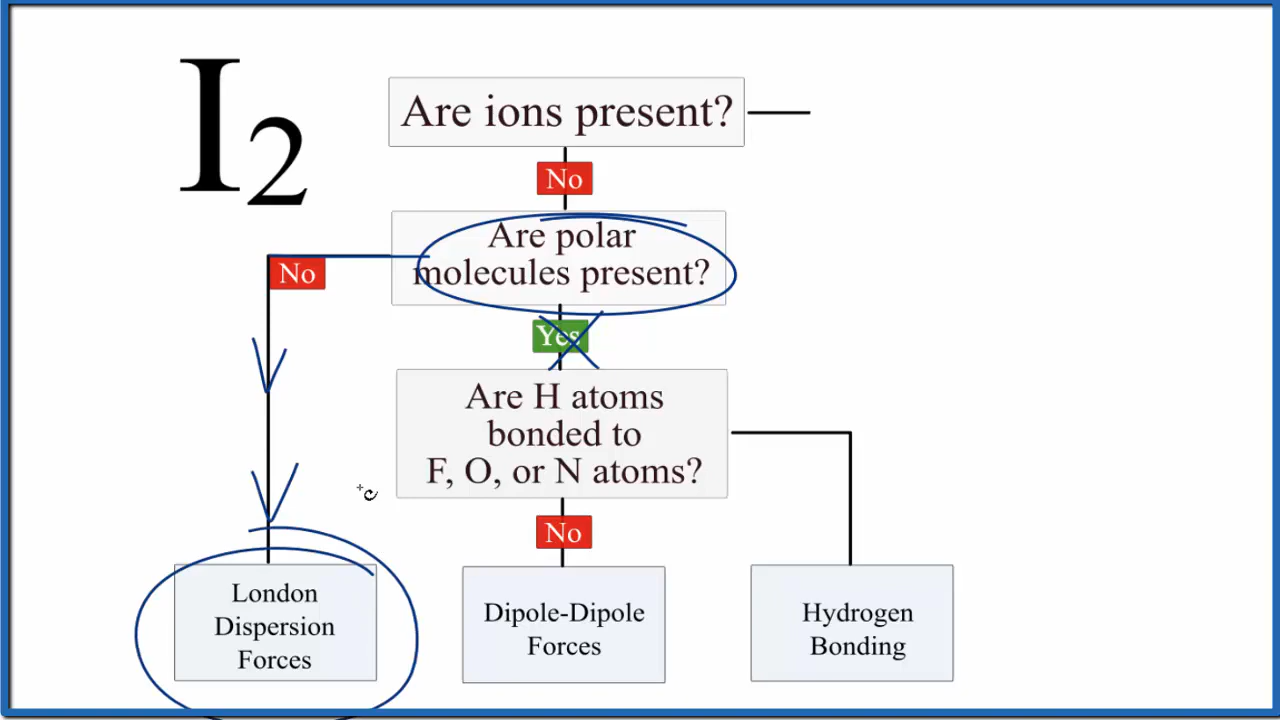 I2
Are ions present?
No
Are polar
molecules present?
No
Yes
Are H atoms
bonded to
F, O, or N atoms?
No
London
Dispersion
Forces
Dipole-Dipole
Forces
Hydrogen
Bonding